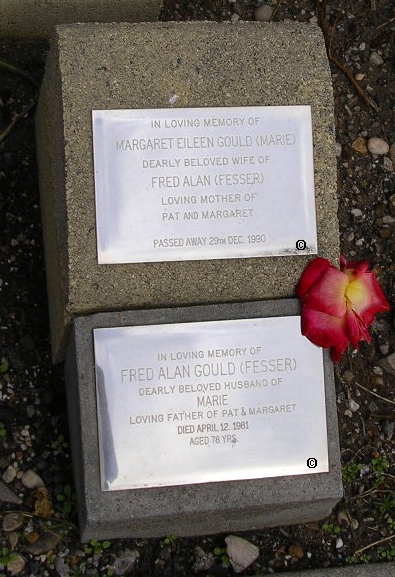 IN LOVING MEMORY OF
MARGARET EILEEN GOULD (MARIE)
DEARLY BELOVED WIFE OF
FRED ALAN (FESSER)
LOVING MOTHER OF
PAT AND MARGARET
PASSED AWAY 29TH DEC. 1990
©
IN LOVING MEMORY OF
FRED ALAN GOULD (FESSER)
DEARLY BELOVED HUSBAND OF
MARIE
LOVING FATHER OF PAT & MARGARET
DIED APRIL 12. 1981
AGED 78 YRS.
©